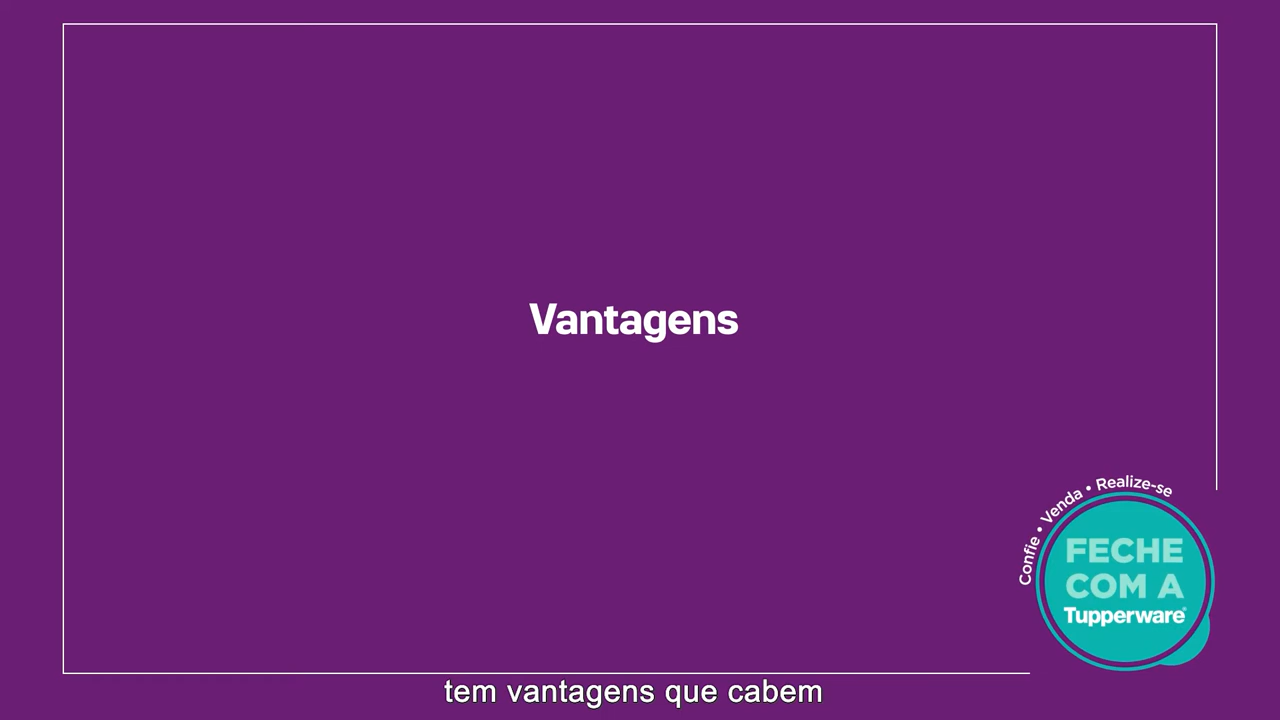 Vantagens
Confie • Venda • Realize-se
FECHE
COM A
Tupperware®
tem vantagens que cabem